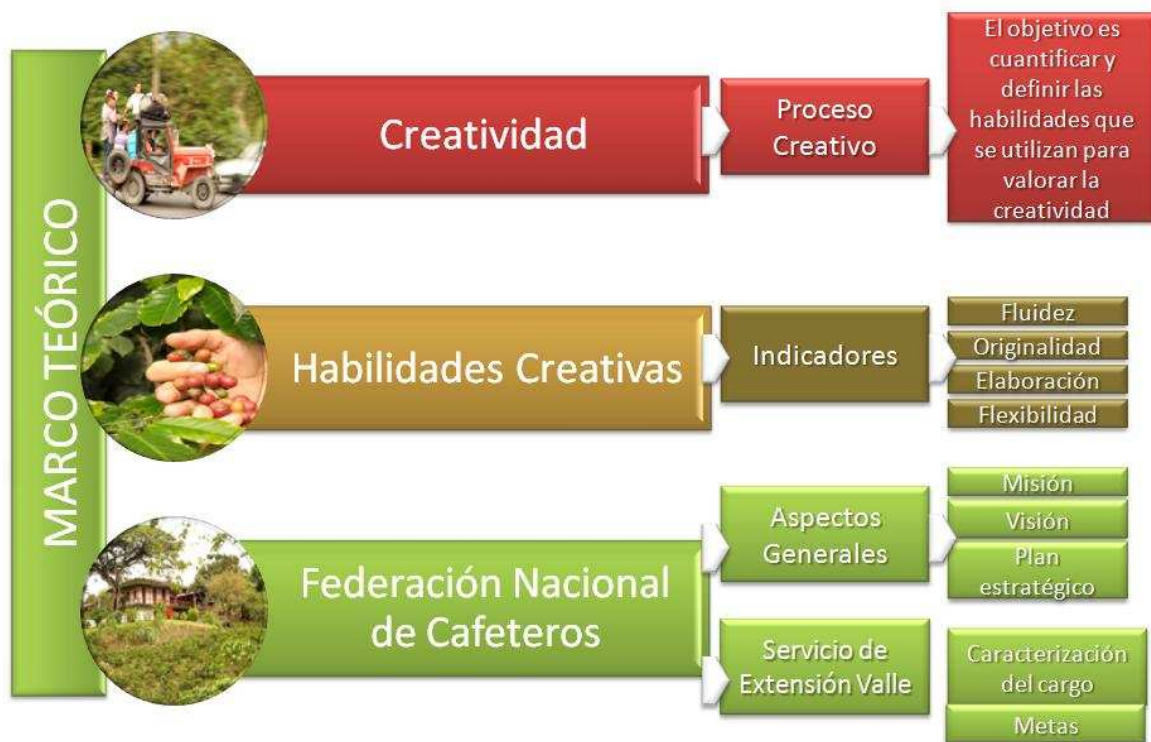 MARCO TEÓRICO
Creatividad
Proceso
Creativo
El objetivo es
cuantificar y
definir las
habilidades que
se utilizan para
valorar la
creatividad
Habilidades Creativas
Indicadores
Fluidez
Originalidad
Elaboración
Flexibilidad
Federación Nacional
de Cafeteros
Aspectos
Generales
Misión
Visión
Plan
estratégico
Servicio de
Extensión Valle
Caracterización
del cargo
Metas